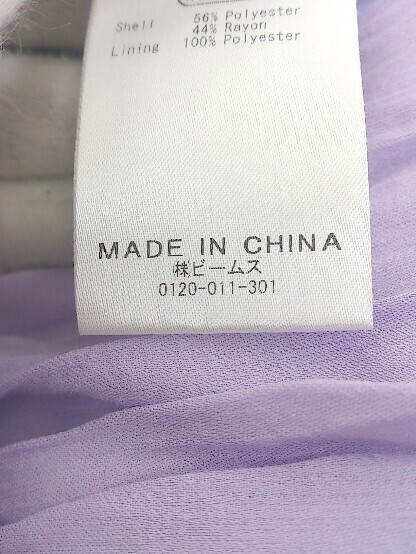 Shell 56% Polyester
44% Rayon
Lining 100% Polyester
MADE IN CHINA
㈱ビームス
0120-011-301